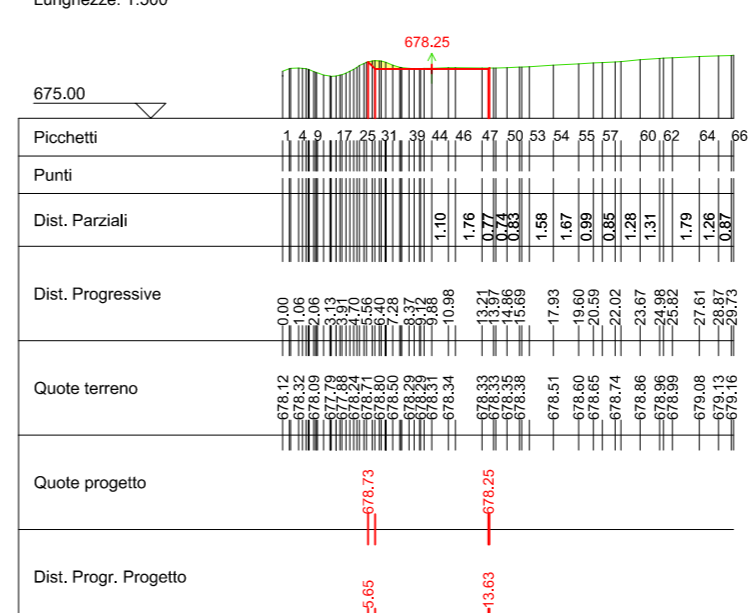 Lunghezze: 1:500
678.25
675.00
Picchetti 1 4 9 17 25 31 39 44 46 47 50 53 54 55 57 60 62 64 66
Punti
Dist. Parziali 1.10 1.76 0.77 0.74 0.83 1.58 1.67 0.99 0.85 1.28 1.31 1.79 1.26 0.87
Dist. Progressive 0.00 1.06 2.06 3.13 3.91 4.70 5.56 6.40 7.28 8.37 9.12 9.88 10.98 13.21 13.97 14.86 15.69 17.93 19.60 20.59 22.02 23.67 24.98 25.82 27.61 28.87 29.73
Quote terreno 678.12 678.32 678.09 677.79 677.88 678.24 678.71 678.80 678.50 678.29 678.29 678.31 678.34 678.33 678.33 678.35 678.38 678.51 678.60 678.65 678.74 678.86 678.96 678.99 679.08 679.13 679.16
Quote progetto 678.73 678.25
Dist. Progr. Progetto 5.65 13.63